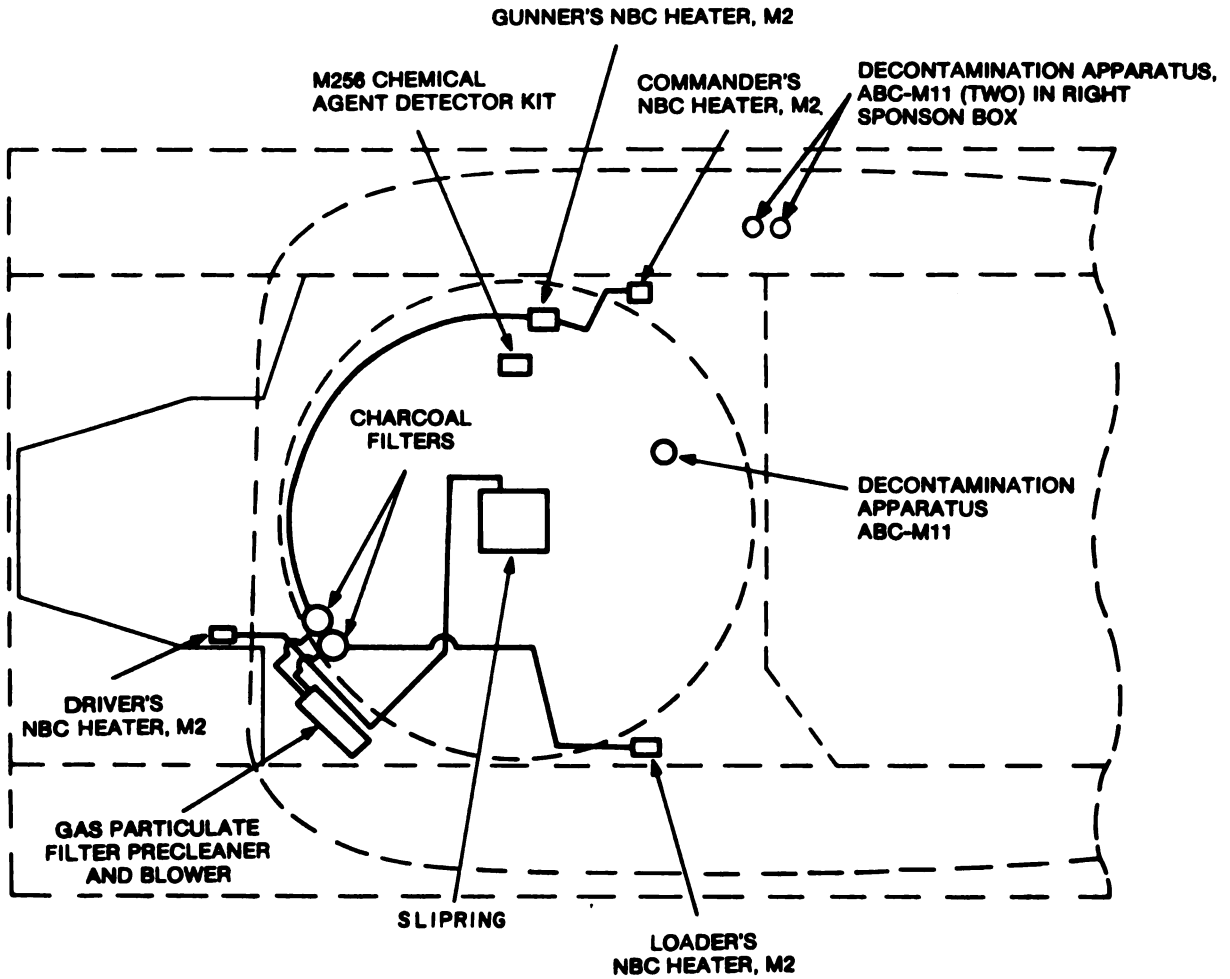 GUNNER'S NBC HEATER, M2
M256 CHEMICAL
AGENT DETECTOR KIT
COMMANDER'S
NBC HEATER, M2
DECONTAMINATION APPARATUS,
ABC-M11 (TWO) IN RIGHT
SPONSON BOX
CHARCOAL
FILTERS
DECONTAMINATION
APPARATUS
ABC-M11
DRIVER'S
NBC HEATER, M2
GAS PARTICULATE
FILTER PRECLEANER
AND BLOWER
SLIPRING
LOADER'S
NBC HEATER, M2